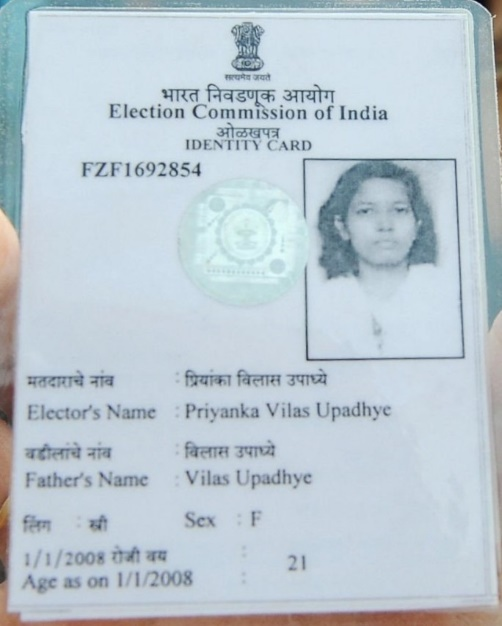 सत्यमेव जयते
भारत निवडणूक आयोग
Election Commission of India
ओळखपत्र
IDENTITY CARD
FZF1692854
मतदाराचे नांव : प्रियांका विलास उपाध्ये
Elector's Name : Priyanka Vilas Upadhye
वडीलांचे नांव : विलास उपाध्ये
Father's Name : Vilas Upadhye
लिंग : स्त्री Sex : F
1/1/2008 रोजी वय :
Age as on 1/1/2008 : 21